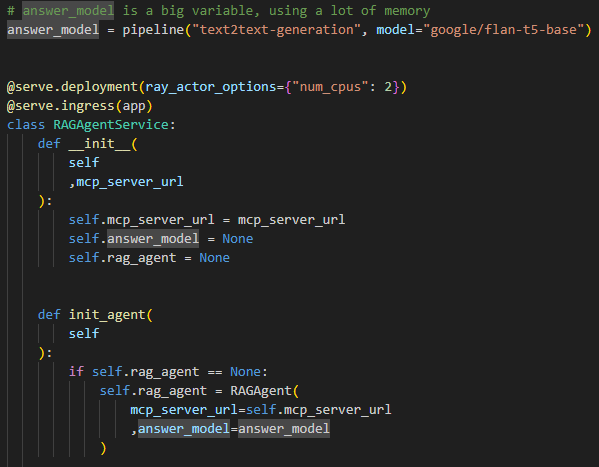 # answer_model is a big variable, using a lot of memory
answer_model = pipeline("text2text-generation", model="google/flan-t5-base")
@serve.deployment(ray_actor_options={"num_cpus": 2})
@serve.ingress(app)
class RAGAgentService:
    def __init__(
        self
        ,mcp_server_url
    ):
        self.mcp_server_url = mcp_server_url
        self.answer_model = None
        self.rag_agent = None
    def init_agent(
        self
    ):
        if self.rag_agent == None:
            self.rag_agent = RAGAgent(
                mcp_server_url=self.mcp_server_url
                ,answer_model=answer_model
            )